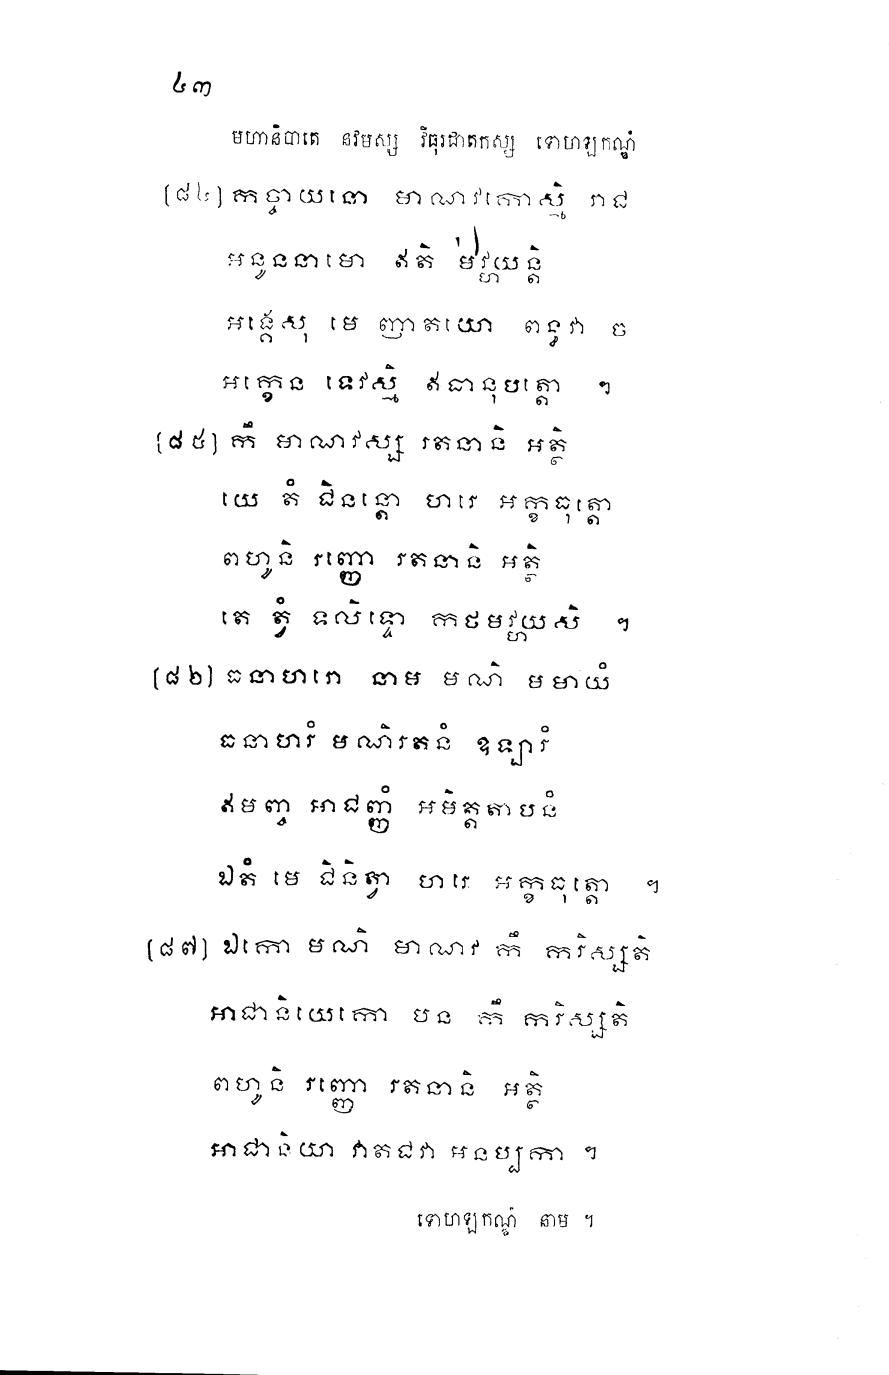 ៤៣
មហានិបាតេ នវមស្ស វិធុរជាតកស្ស ទោហឡកណ្ឌំ
(៨៤) កច្ចាយនោ មាណវកោស្មិ រាជ
អនូននាមោ ឥតិ មវ្ហយន្តិ
អង្គេសុ មេ ញាតយោ ពន្ធវា ច
អក្ខេន ទេវស្មិ ឥធានុបត្តោ ។
(៨៥) កឹ មាណវស្ស រតនានិ អត្ថិ
យេ តំ ជិនន្តោ ហរេ អក្ខធុត្តោ
ពហូនិ រញ្ញោ រតនានិ អត្ថិ
តេ ត្វំ ទលិទ្ទោ កថមវ្ហយសិ ។
(៨៦) ធនាហរោ នាម មណិ មមាយំ
ធនាហរំ មណិរតនំ ឧឡារំ
ឥមញ្ច អាជញ្ញំ អមិត្តតាបនំ
ឯតំ មេ ជិនិត្វា ហរេ អក្ខធុត្តោ ។
(៨៧) ឯកោ មណិ មាណវ កឹ ករិស្សតិ
អាជានិយេកោ បន កឹ ករិស្សតិ
ពហូនិ រញ្ញោ រតនានិ អត្ថិ
អាជានិយា វាតជវា អនប្បកា ។
ទោហឡកណ្ឌំ នាម ។